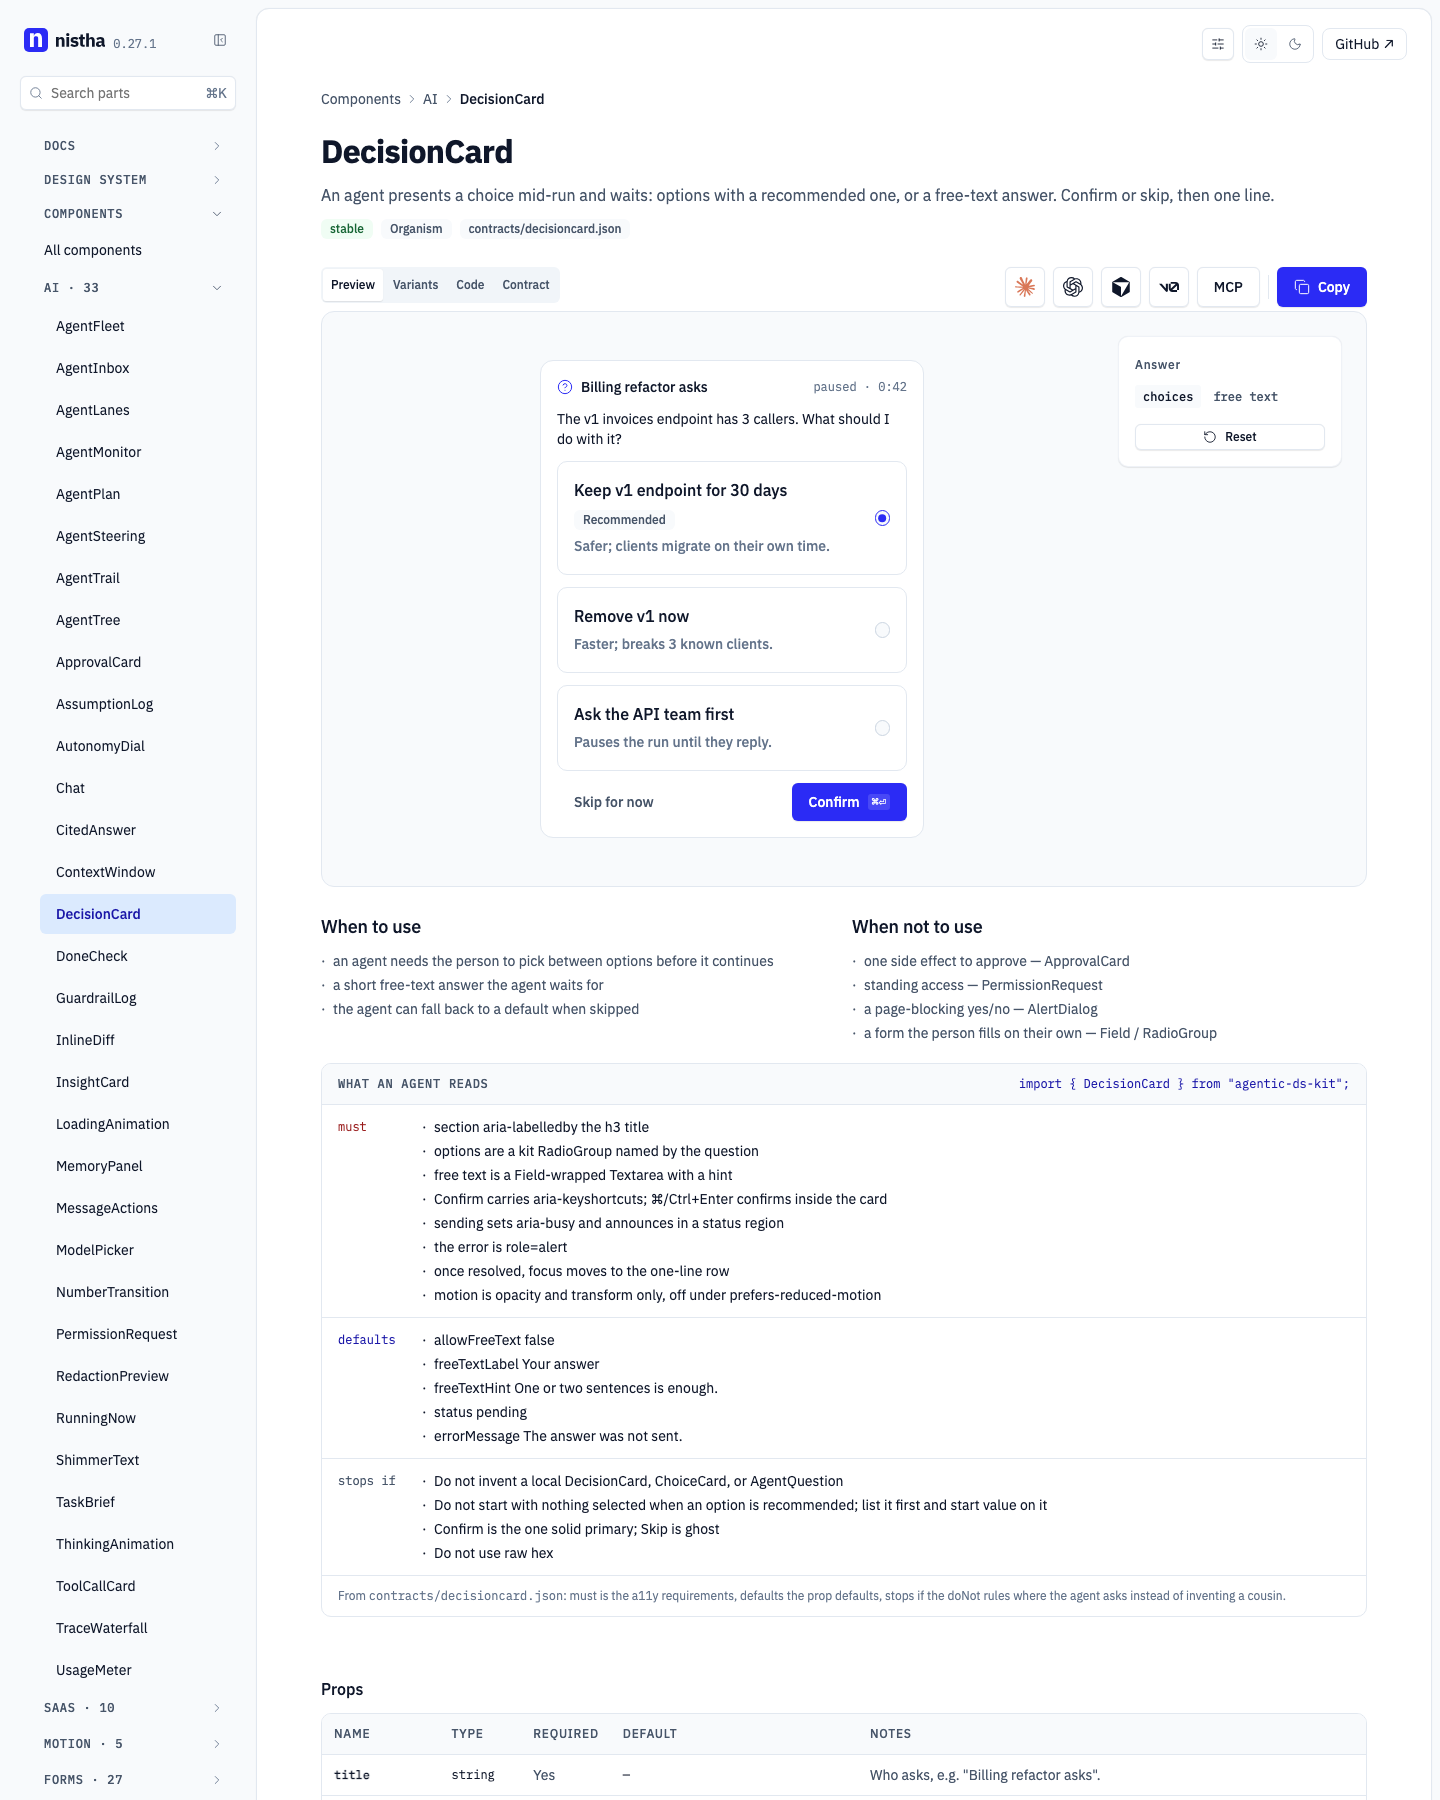 nistha 0.27.1
Search parts ⌘K
DOCS
DESIGN SYSTEM
COMPONENTS
All components
AI · 33
AgentFleet
AgentInbox
AgentLanes
AgentMonitor
AgentPlan
AgentSteering
AgentTrail
AgentTree
ApprovalCard
AssumptionLog
AutonomyDial
Chat
CitedAnswer
ContextWindow
DecisionCard
DoneCheck
GuardrailLog
InlineDiff
InsightCard
LoadingAnimation
MemoryPanel
MessageActions
ModelPicker
NumberTransition
PermissionRequest
RedactionPreview
RunningNow
ShimmerText
TaskBrief
ThinkingAnimation
ToolCallCard
TraceWaterfall
UsageMeter
SAAS · 10
MOTION · 5
FORMS · 27
GitHub ↗
Components > AI > DecisionCard
DecisionCard
An agent presents a choice mid-run and waits: options with a recommended one, or a free-text answer. Confirm or skip, then one line.
stable Organism contracts/decisioncard.json
Preview Variants Code Contract
v0 MCP Copy
Billing refactor asks paused · 0:42
The v1 invoices endpoint has 3 callers. What should I
do with it?
Keep v1 endpoint for 30 days
Recommended
Safer; clients migrate on their own time.
Remove v1 now
Faster; breaks 3 known clients.
Ask the API team first
Pauses the run until they reply.
Skip for now Confirm ⌘⏎
Answer
choices free text
Reset
When to use
· an agent needs the person to pick between options before it continues
· a short free-text answer the agent waits for
· the agent can fall back to a default when skipped
When not to use
· one side effect to approve — ApprovalCard
· standing access — PermissionRequest
· a page-blocking yes/no — AlertDialog
· a form the person fills on their own — Field / RadioGroup
WHAT AN AGENT READS import { DecisionCard } from "agentic-ds-kit";
must
· section aria-labelledby the h3 title
· options are a kit RadioGroup named by the question
· free text is a Field-wrapped Textarea with a hint
· Confirm carries aria-keyshortcuts; ⌘/Ctrl+Enter confirms inside the card
· sending sets aria-busy and announces in a status region
· the error is role=alert
· once resolved, focus moves to the one-line row
· motion is opacity and transform only, off under prefers-reduced-motion
defaults
· allowFreeText false
· freeTextLabel Your answer
· freeTextHint One or two sentences is enough.
· status pending
· errorMessage The answer was not sent.
stops if
· Do not invent a local DecisionCard, ChoiceCard, or AgentQuestion
· Do not start with nothing selected when an option is recommended; list it first and start value on it
· Confirm is the one solid primary; Skip is ghost
· Do not use raw hex
From contracts/decisioncard.json: must is the a11y requirements, defaults the prop defaults, stops if the doNot rules where the agent asks instead of inventing a cousin.
Props
NAME TYPE REQUIRED DEFAULT NOTES
title string Yes — Who asks, e.g. "Billing refactor asks".